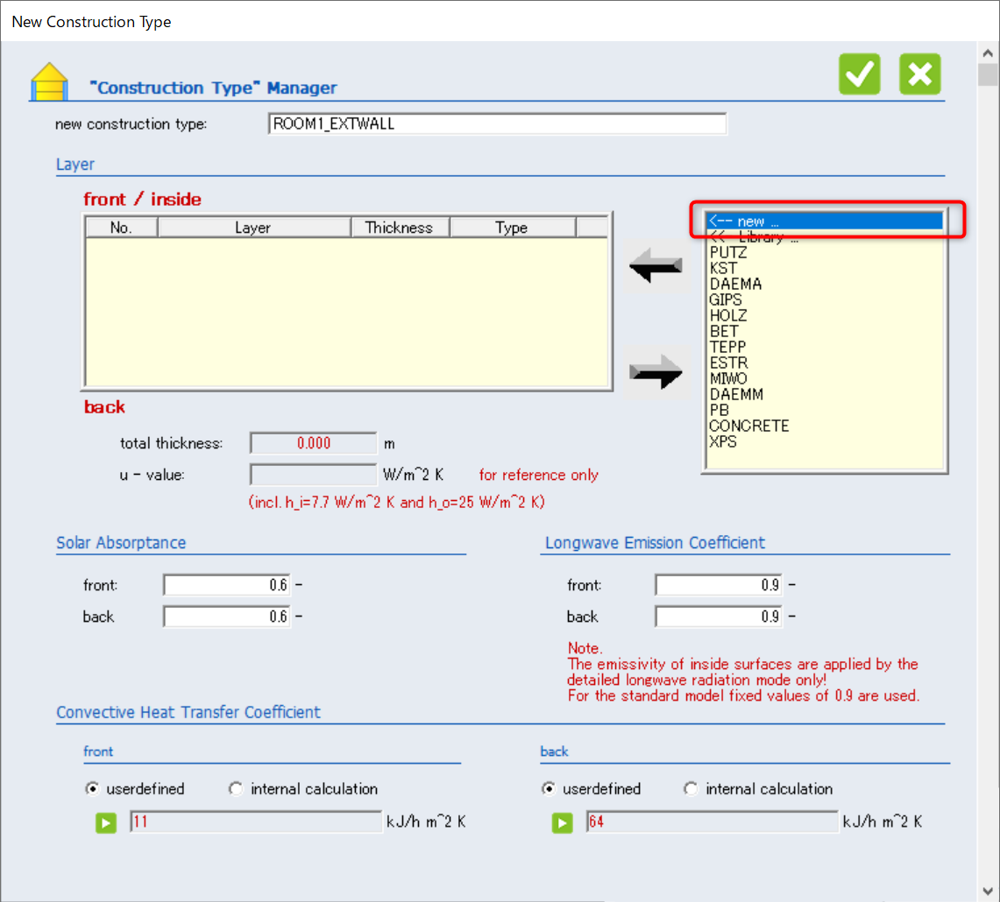 New Construction Type
"Construction Type" Manager
new construction type: ROOM1_EXTWALL
Layer
front / inside
No. Layer Thickness Type
<-- new ...
<<- Library ...
PUTZ
KST
DAEMA
GIPS
HOLZ
BET
TEPP
ESTR
MIWO
DAEMM
PB
CONCRETE
XPS
back
total thickness: 0.000 m
u - value: W/m^2 K for reference only
(incl. h_i=7.7 W/m^2 K and h_o=25 W/m^2 K)
Solar Absorptance
front: 0.6 -
back 0.6 -
Longwave Emission Coefficient
front: 0.9 -
back 0.9 -
Note.
The emissivity of inside surfaces are applied by the
detailed longwave radiation mode only!
For the standard model fixed values of 0.9 are used.
Convective Heat Transfer Coefficient
front
userdefined internal calculation
11 kJ/h m^2 K
back
userdefined internal calculation
64 kJ/h m^2 K